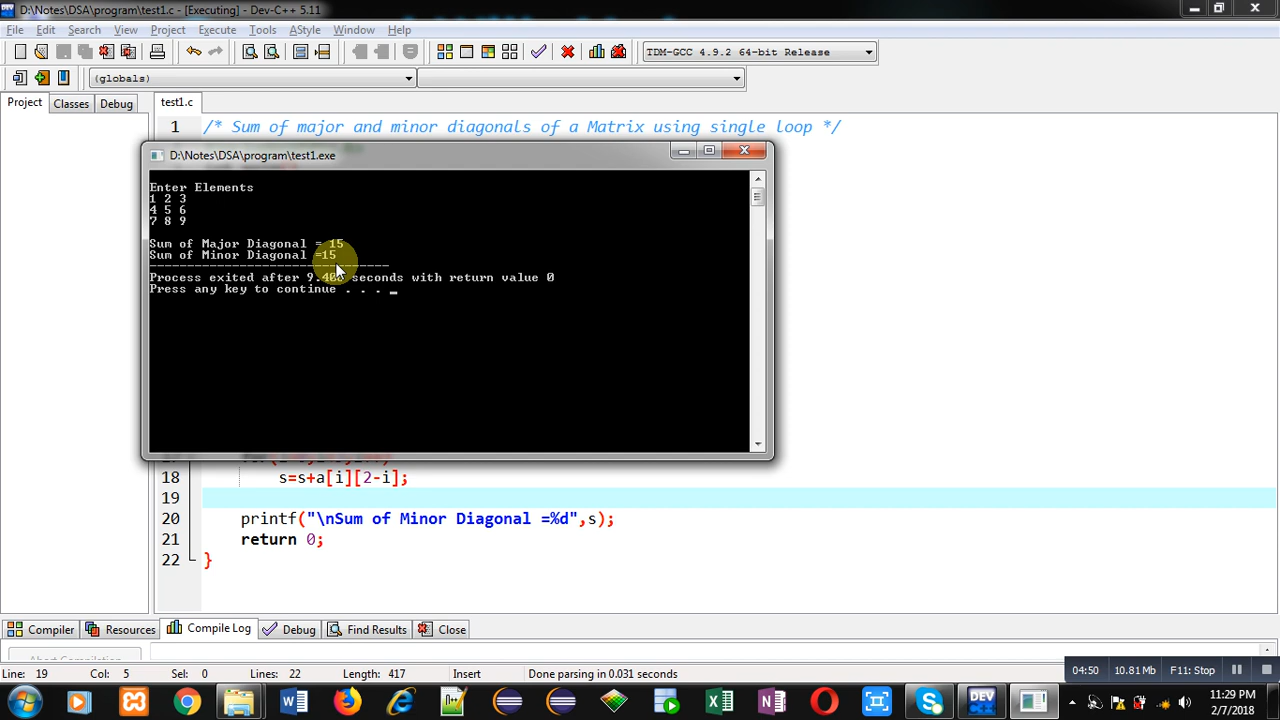 D:\Notes\DSA\program\test1.c - [Executing] - Dev-C++ 5.11
File Edit Search View Project Execute Tools AStyle Window Help
TDM-GCC 4.9.2 64-bit Release
(globals)
Project Classes Debug
test1.c
1 /* Sum of major and minor diagonals of a Matrix using single loop */
D:\Notes\DSA\program\test1.exe
Enter Elements
1 2 3
4 5 6
7 8 9
Sum of Major Diagonal = 15
Sum of Minor Diagonal =15
--------------------------------
Process exited after seconds with return value 0
Press any key to continue . . . _
18 s=s+a[i][2-i];
19
20 printf("\nSum of Minor Diagonal =%d",s);
21 return 0;
22 }
Compiler Resources Compile Log Debug Find Results Close
Abort Compilation
Line: 19 Col: 5 Sel: 0 Lines: 22 Length: 417 Insert Done parsing in 0.031 seconds
04:50 10.81 Mb F11: Stop
DEV
11:29 PM
2/7/2018